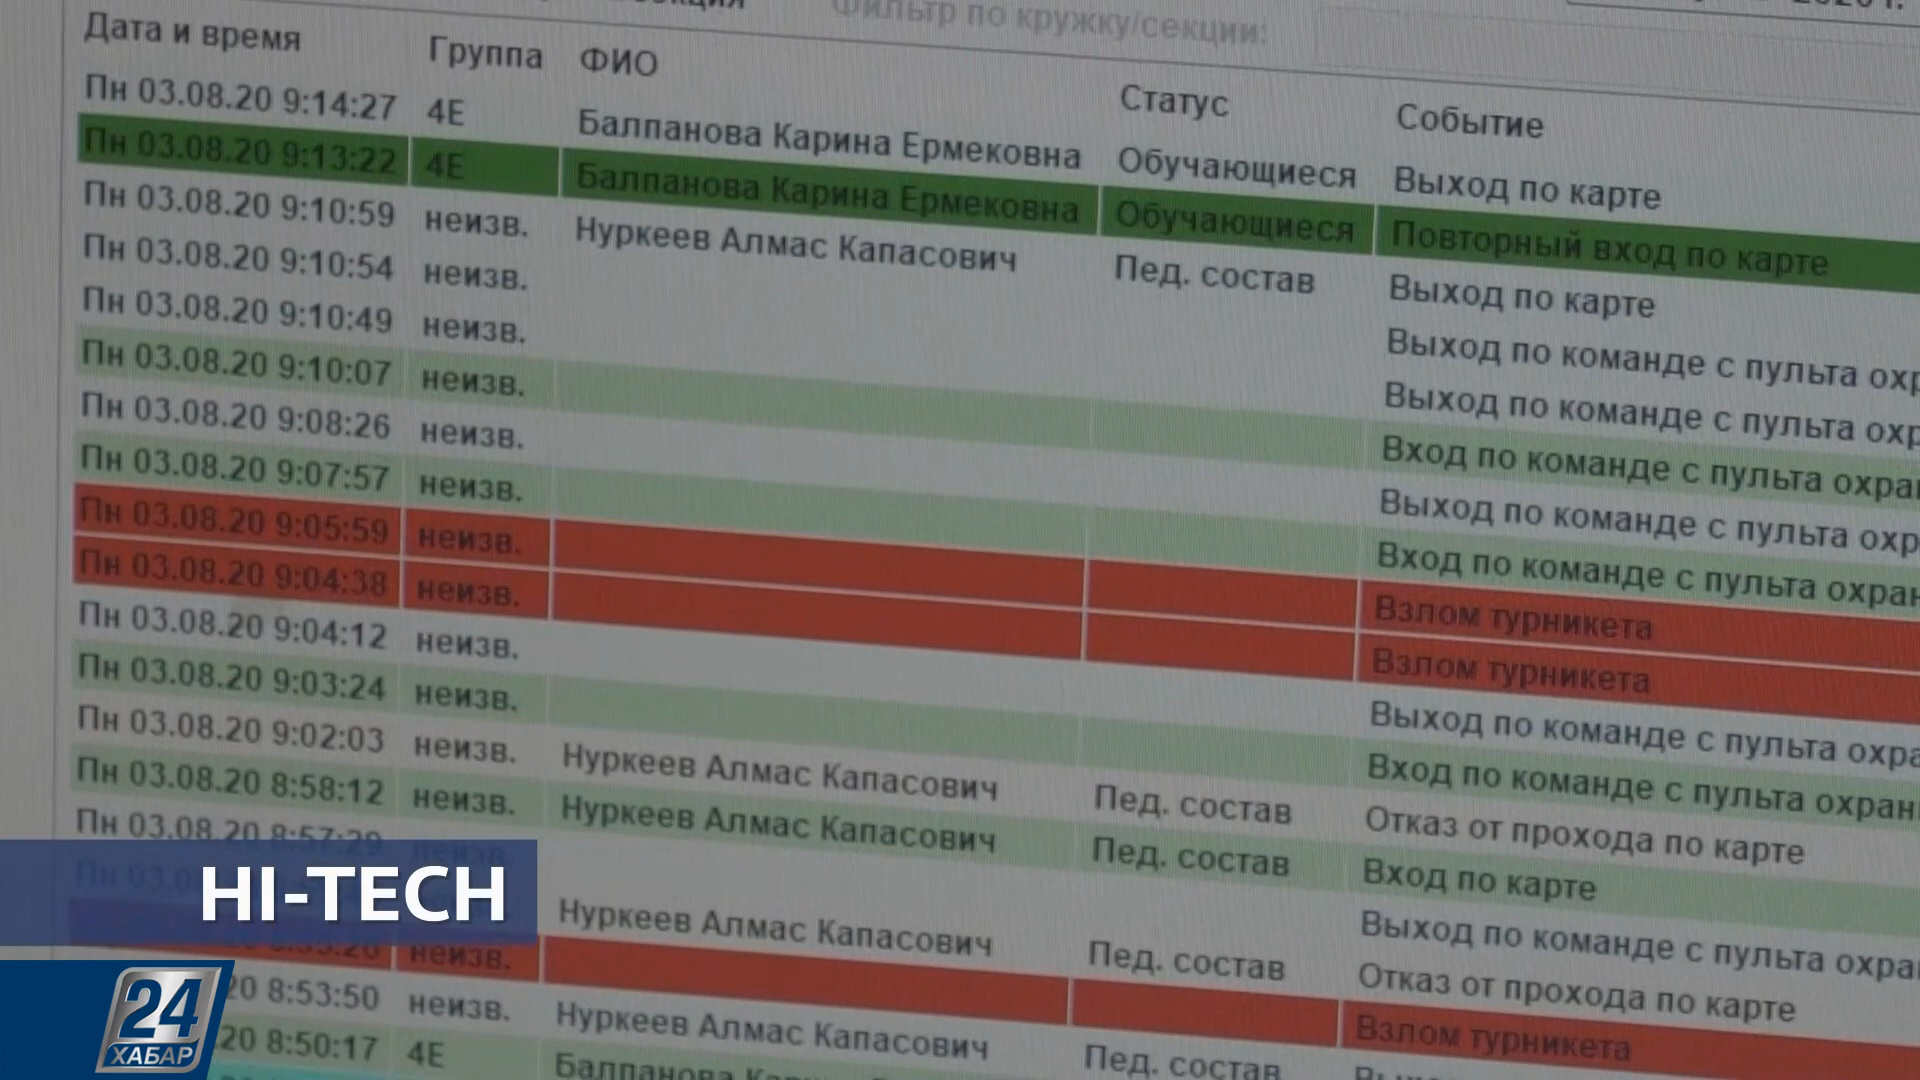 Фильтр по кружку/секции:
Дата и время Группа ФИО Статус Событие
Пн 03.08.20 9:14:27 4Е Балпанова Карина Ермековна Обучающиеся Выход по карте
Пн 03.08.20 9:13:22 4Е Балпанова Карина Ермековна Обучающиеся Повторный вход по карте
Пн 03.08.20 9:10:59 неизв. Нуркеев Алмас Капасович Пед. состав Выход по карте
Пн 03.08.20 9:10:54 неизв. Выход по команде с пульта охр
Пн 03.08.20 9:10:49 неизв. Выход по команде с пульта охр
Пн 03.08.20 9:10:07 неизв. Вход по команде с пульта охран
Пн 03.08.20 9:08:26 неизв. Выход по команде с пульта охр
Пн 03.08.20 9:07:57 неизв. Вход по команде с пульта охран
Пн 03.08.20 9:05:59 неизв. Взлом турникета
Пн 03.08.20 9:04:38 неизв. Взлом турникета
Пн 03.08.20 9:04:12 неизв. Выход по команде с пульта охра
Пн 03.08.20 9:03:24 неизв. Вход по команде с пульта охран
Пн 03.08.20 9:02:03 неизв. Нуркеев Алмас Капасович Пед. состав Отказ от прохода по карте
Пн 03.08.20 8:58:12 неизв. Нуркеев Алмас Капасович Пед. состав Вход по карте
Пн 03.08.20 8:57:29 неизв. Выход по команде с пульта охра
Пн Нуркеев Алмас Капасович Пед. состав Отказ от прохода по карте
неизв. Взлом турникета
20 8:53:50 неизв. Нуркеев Алмас Капасович Пед. состав
20 8:50:17 4Е Балпанова
HI-TECH
24
ХАБАР